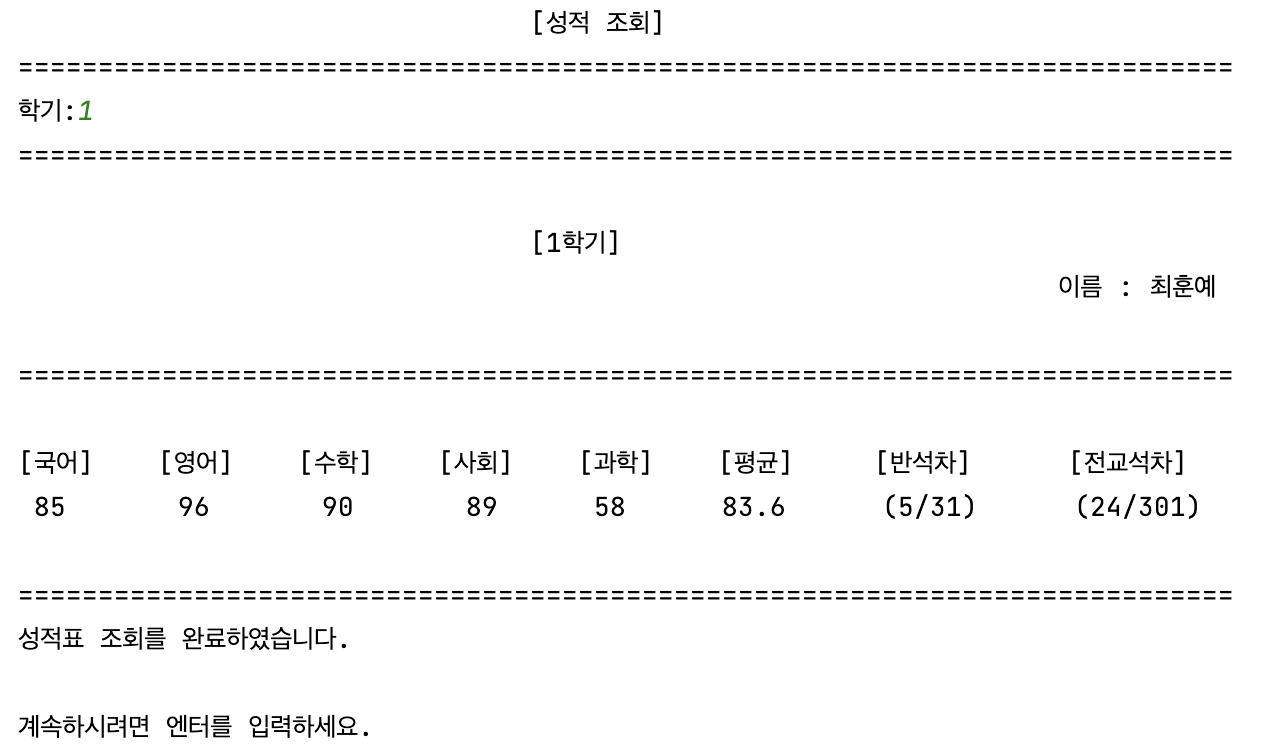 [성적 조회]
============================================================================
학기:1
============================================================================
[1학기]
이름 : 최훈예
============================================================================
[국어] [영어] [수학] [사회] [과학] [평균] [반석차] [전교석차]
85 96 90 89 58 83.6 (5/31) (24/301)
============================================================================
성적표 조회를 완료하였습니다.
계속하시려면 엔터를 입력하세요.